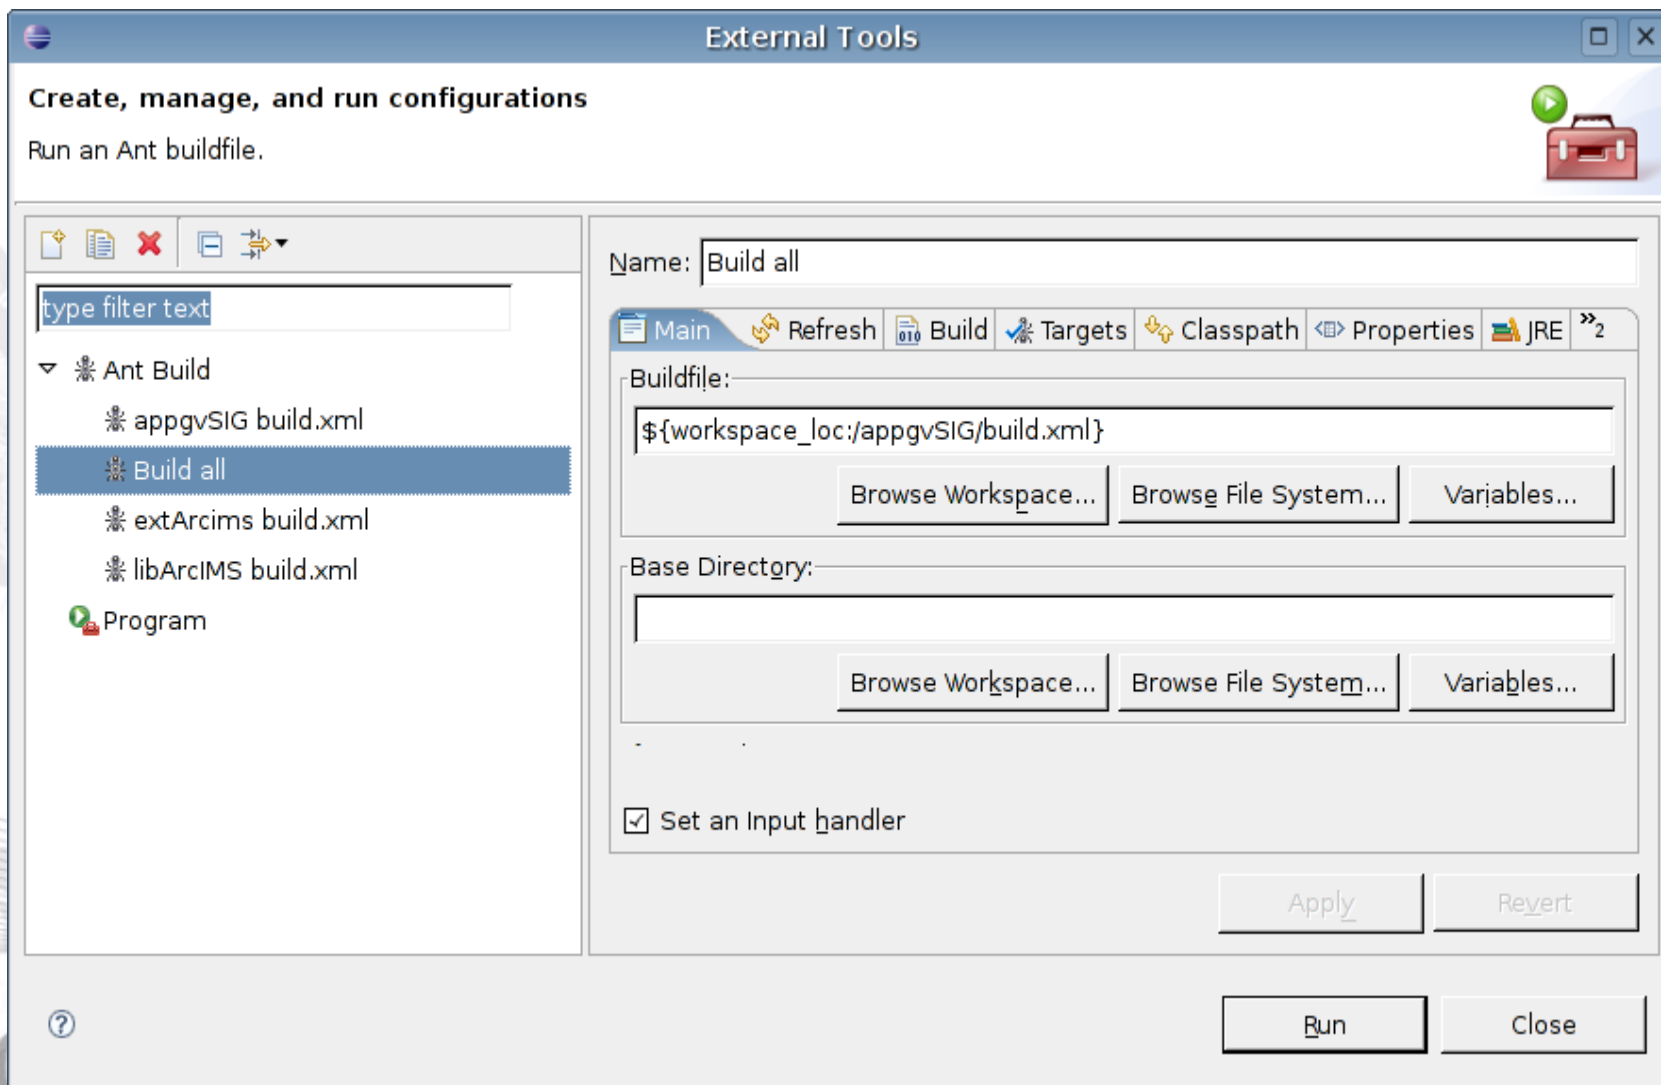 External Tools
Create, manage, and run configurations
Run an Ant buildfile.
type filter text
Ant Build
appgvSIG build.xml
Build all
extArcims build.xml
libArcIMS build.xml
Program
Name: Build all
Main Refresh Build Targets Classpath Properties JRE »2
Buildfile:
${workspace_loc:/appgvSIG/build.xml}
Browse Workspace... Browse File System... Variables...
Base Directory:
Browse Workspace... Browse File System... Variables...
Set an Input handler
Apply Revert
Run Close